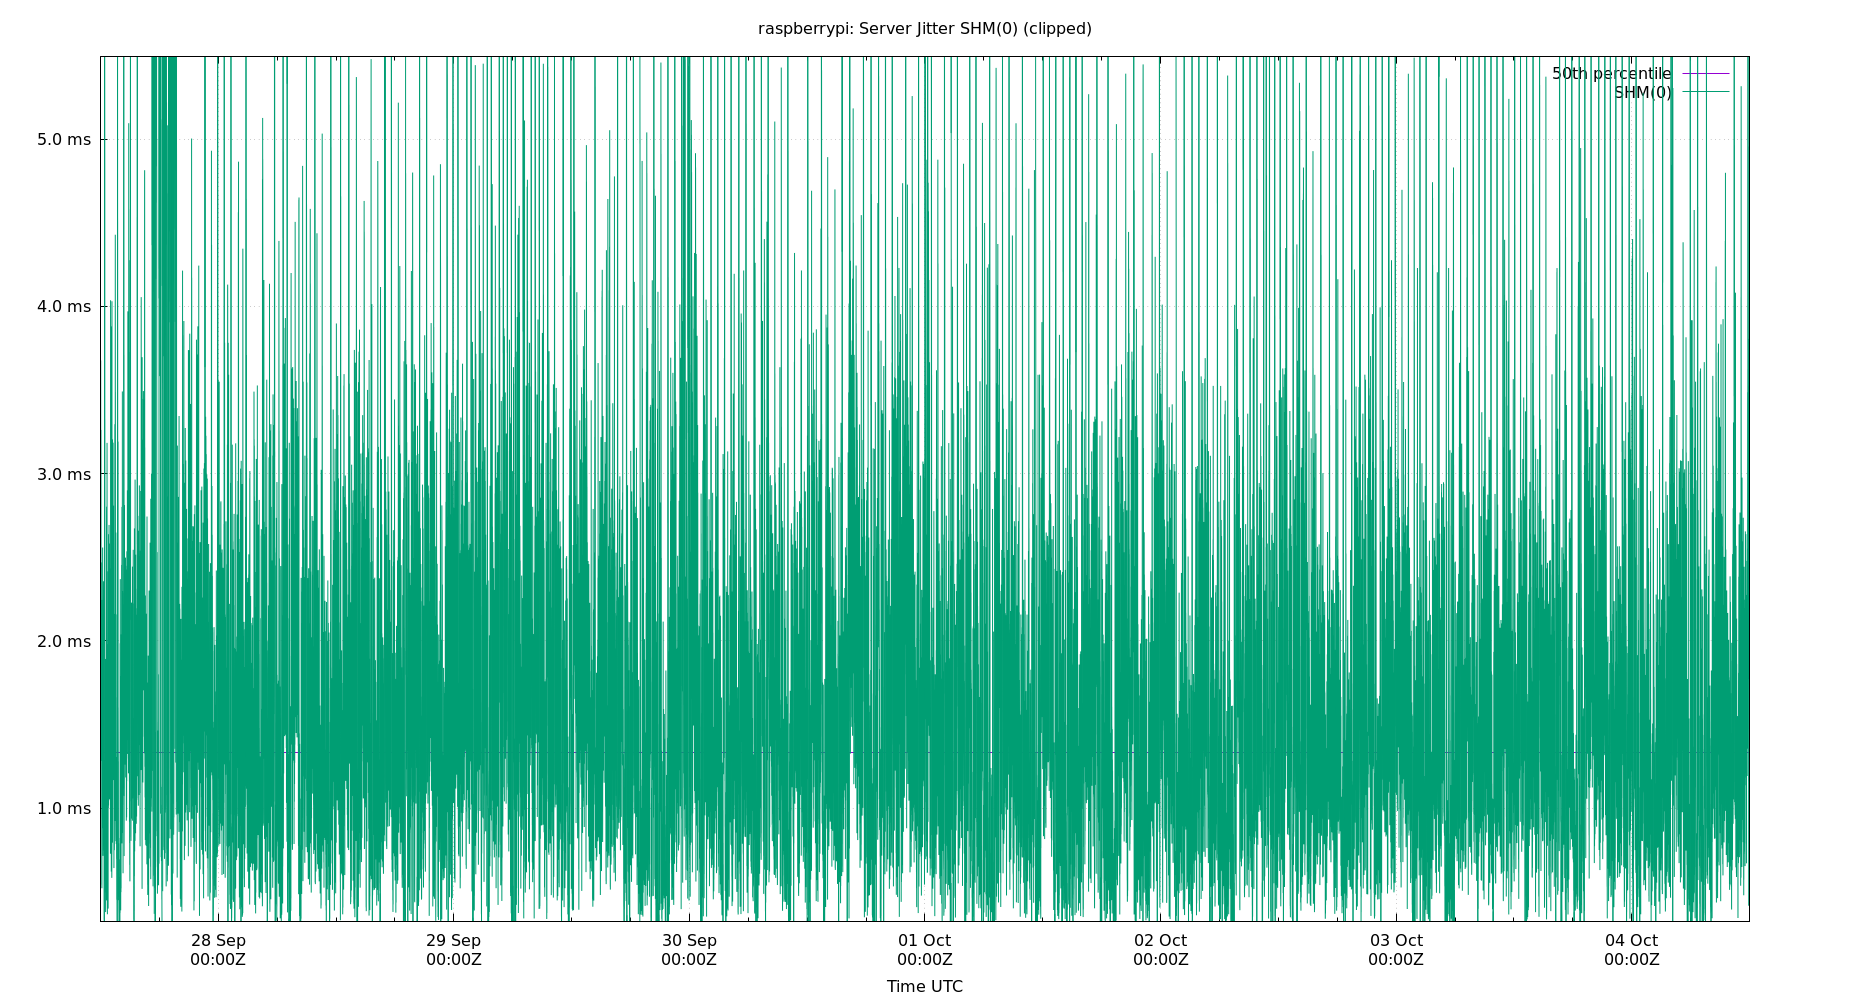 raspberrypi: Server Jitter SHM(0) (clipped)
50th percentile
SHM(0)
5.0 ms
4.0 ms
3.0 ms
2.0 ms
1.0 ms
28 Sep 29 Sep 30 Sep 01 Oct 02 Oct 03 Oct 04 Oct
00:00Z 00:00Z 00:00Z 00:00Z 00:00Z 00:00Z 00:00Z
Time UTC